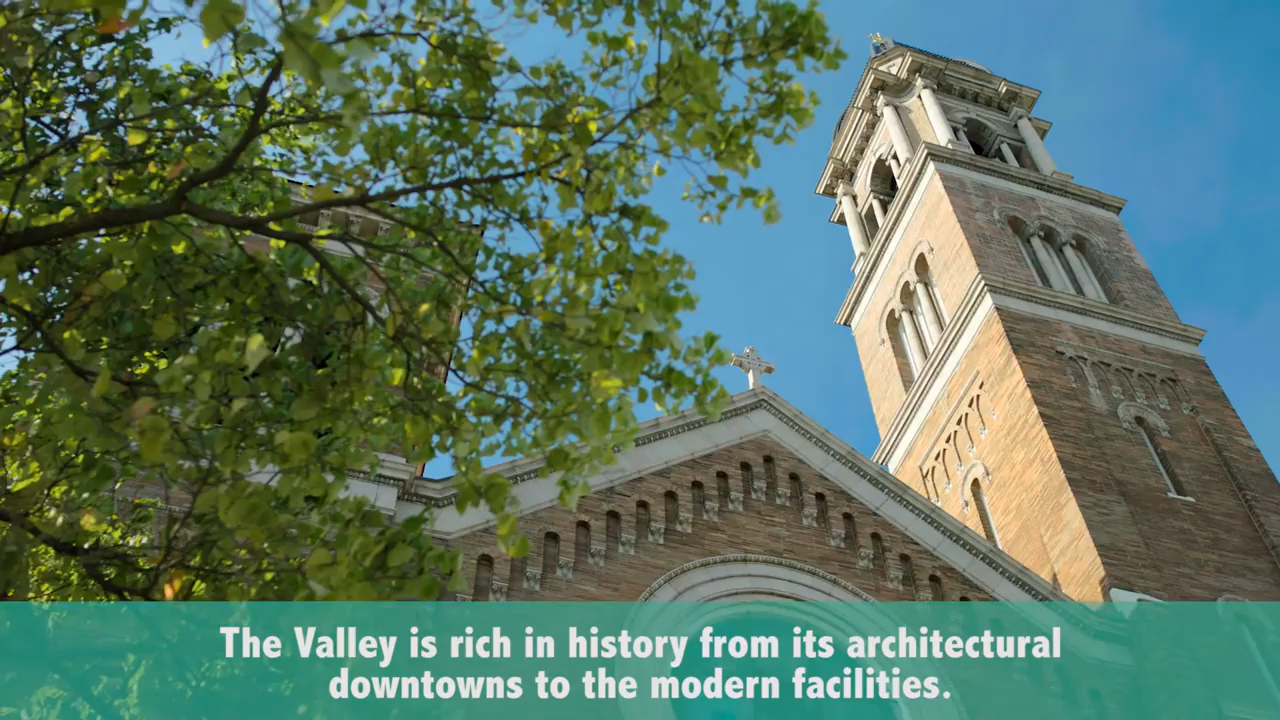 The Valley is rich in history from its architectural
downtowns to the modern facilities.